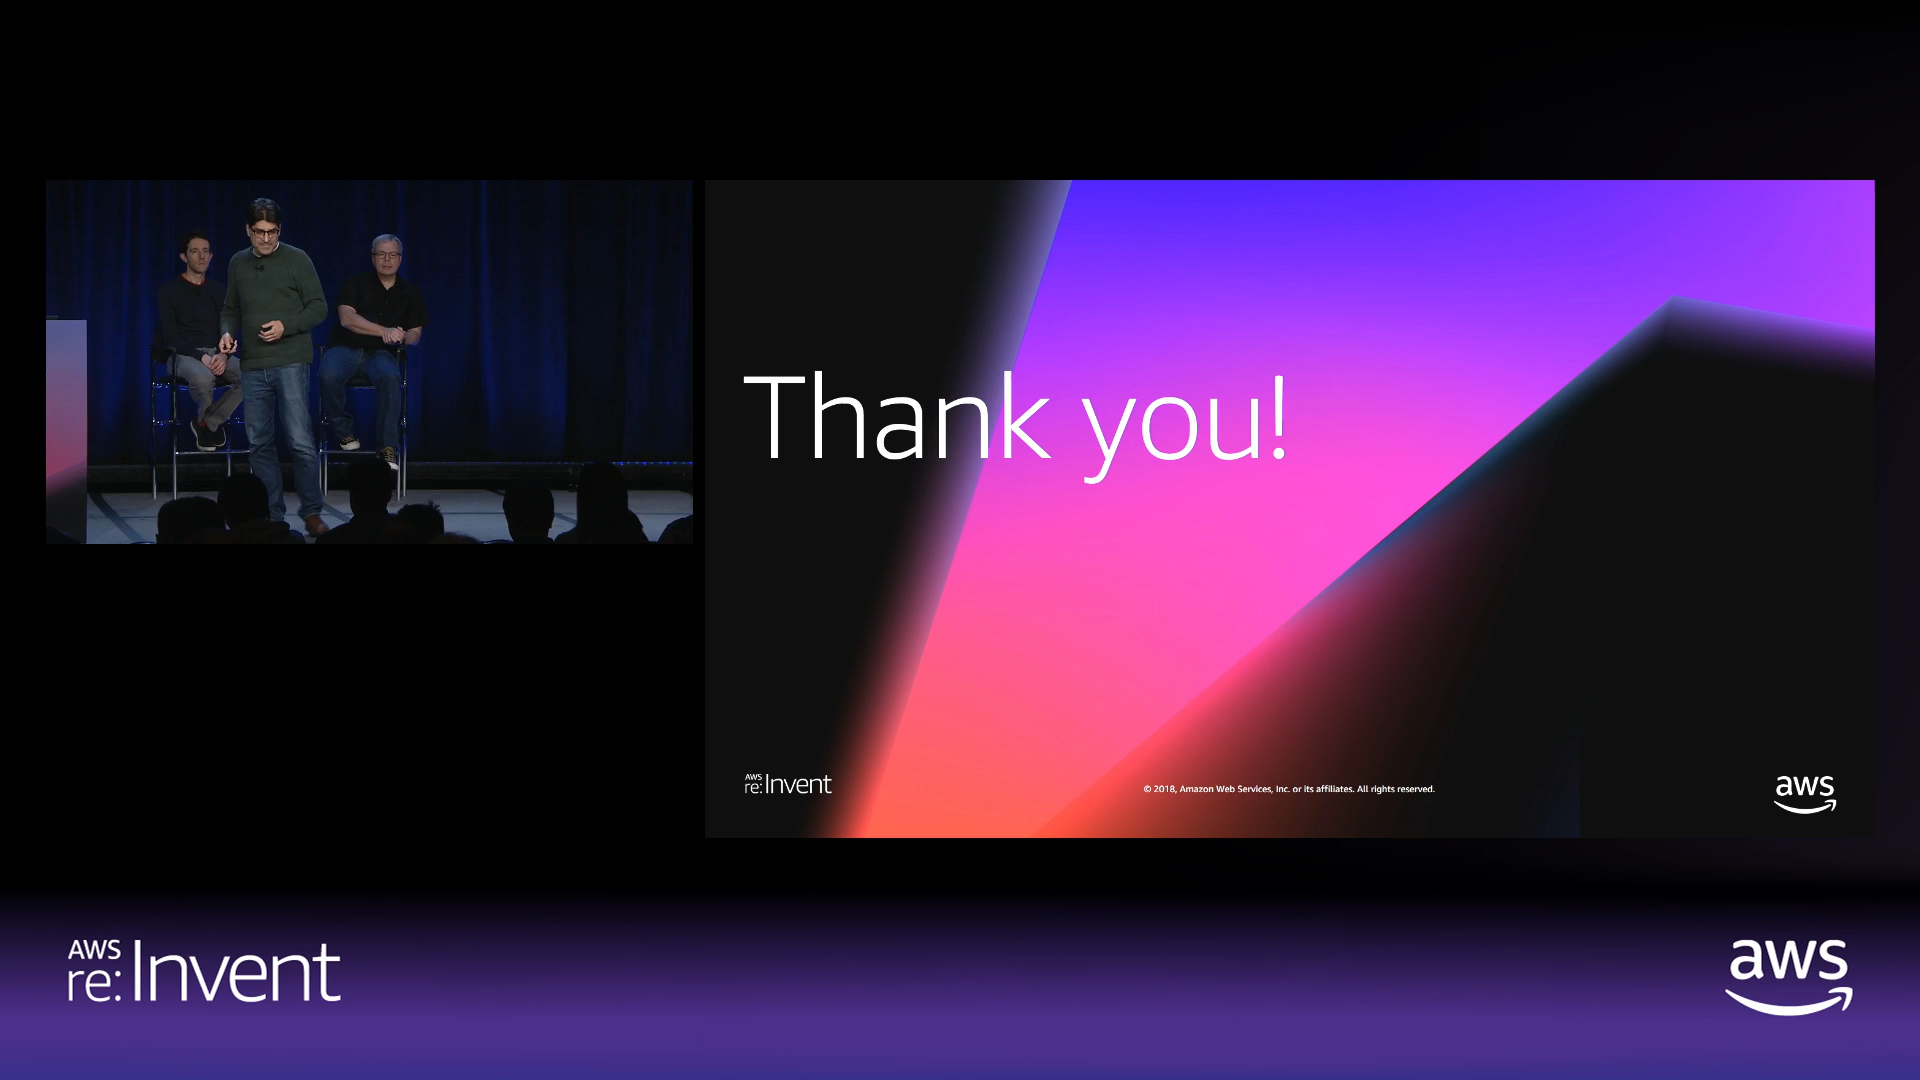 Thank you!
AWS
re:Invent
© 2018, Amazon Web Services, Inc. or its affiliates. All rights reserved.
aws
AWS
re:Invent
aws